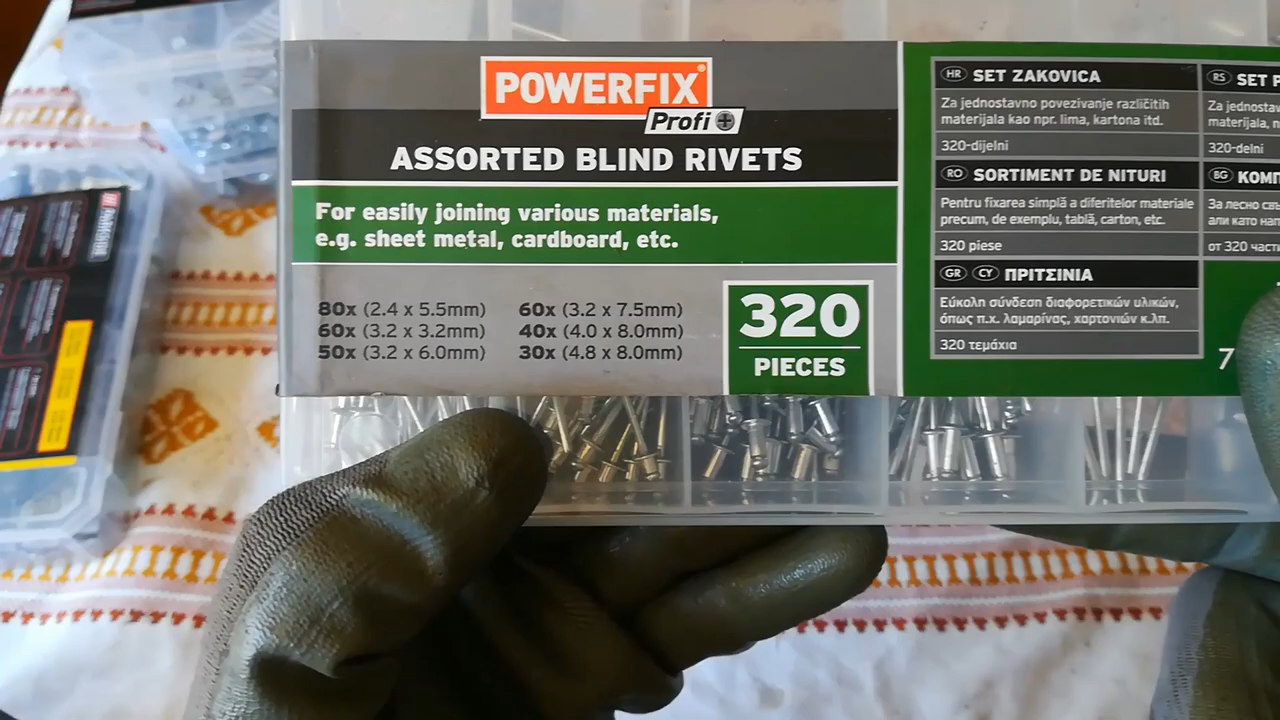 POWERFIX®
Profi
ASSORTED BLIND RIVETS
For easily joining various materials,
e.g. sheet metal, cardboard, etc.
80x (2.4 x 5.5mm)
60x (3.2 x 3.2mm)
50x (3.2 x 6.0mm)
60x (3.2 x 7.5mm)
40x (4.0 x 8.0mm)
30x (4.8 x 8.0mm)
320
PIECES
HR SET ZAKOVICA
Za jednostavno povezivanje različitih
materijala kao npr. lima, kartona itd.
320-dijelni
RO SORTIMENT DE NITURI
Pentru fixarea simplă a diferitelor materiale
precum, de exemplu, tablă, carton, etc.
320 piese
GR CY ΠΡΙΤΣΙΝΙΑ
Εύκολη σύνδεση διαφορετικών υλικών,
όπως π.χ. λαμαρίνας, χαρτονιών κ.λπ.
320 τεμάχια
RS SET
Za
materijala,
320-delni
BG
За лесно
али като
от 320
7